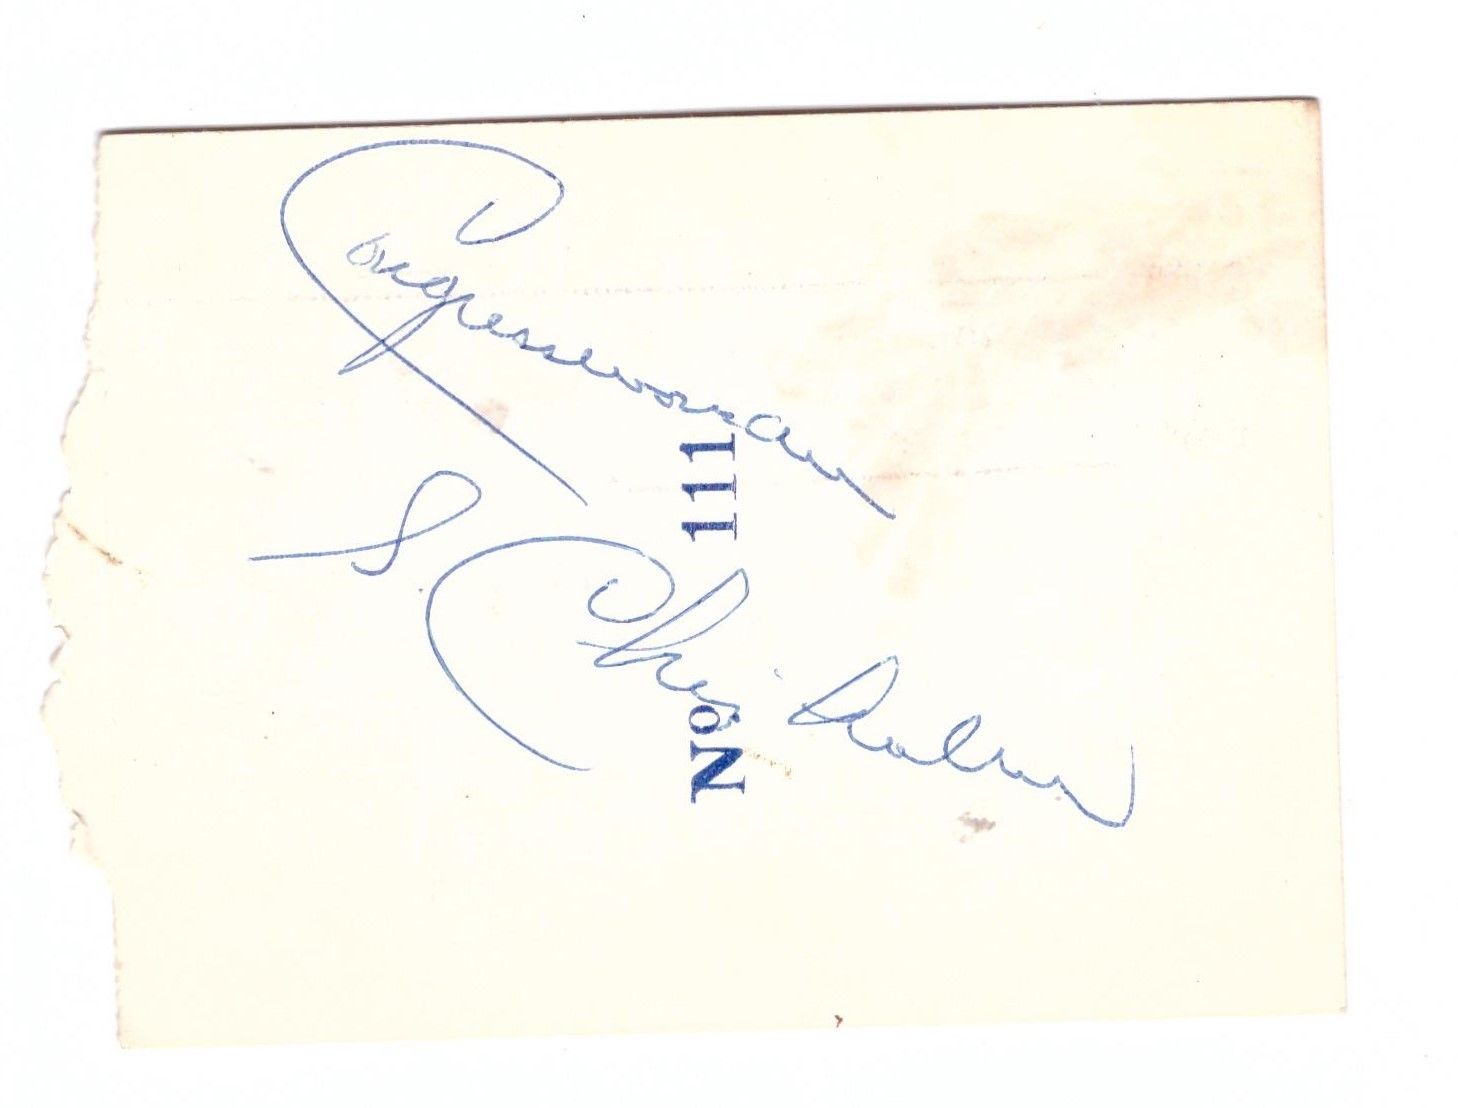 Congresswoman
S. Chisholm
Nº 111